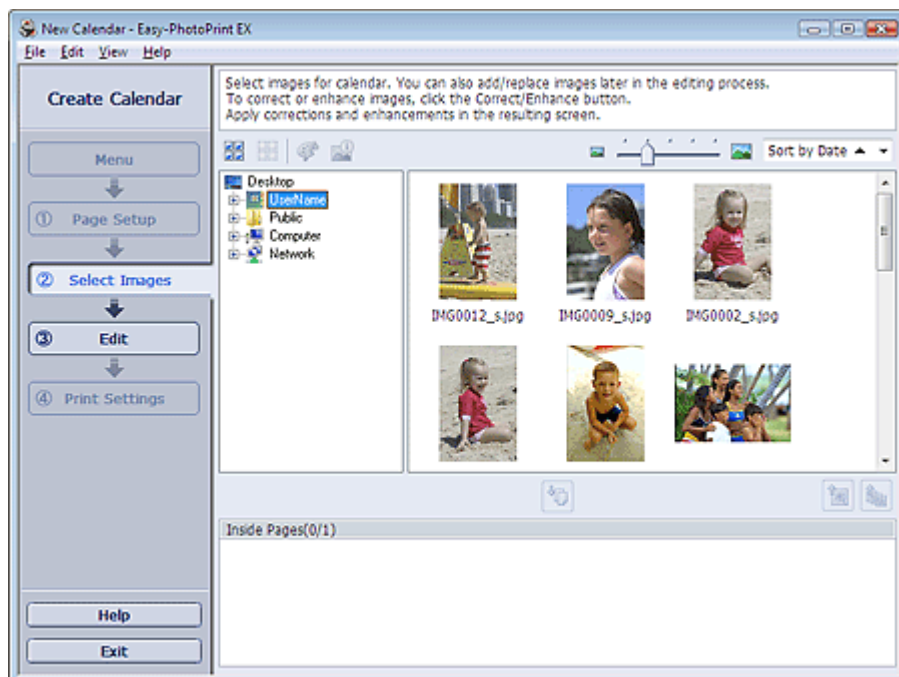 New Calendar - Easy-PhotoPrint EX
File Edit View Help
Create Calendar
Menu
① Page Setup
② Select Images
③ Edit
④ Print Settings
Help
Exit
Select images for calendar. You can also add/replace images later in the editing process.
To correct or enhance images, click the Correct/Enhance button.
Apply corrections and enhancements in the resulting screen.
Sort by Date
Desktop
UserName
Public
Computer
Network
IMG0012_s.jpg IMG0009_s.jpg IMG0002_s.jpg
Inside Pages(0/1)